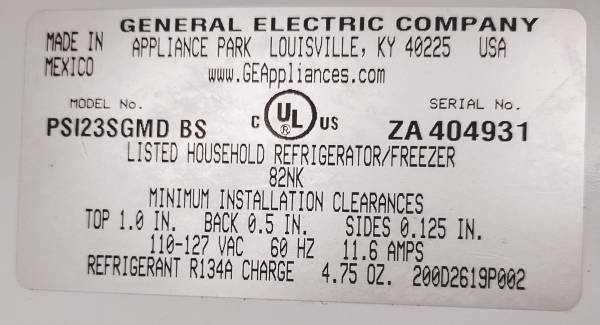 GENERAL ELECTRIC COMPANY
MADE IN MEXICO
APPLIANCE PARK LOUISVILLE, KY 40225 USA
www.GEAppliances.com
MODEL No.
SERIAL No.
PSI23SGMD BS
C UL ® US
ZA 404931
LISTED HOUSEHOLD REFRIGERATOR/FREEZER
82NK
MINIMUM INSTALLATION CLEARANCES
TOP 1.0 IN. BACK 0.5 IN. SIDES 0.125 IN.
110-127 VAC 60 HZ 11.6 AMPS
REFRIGERANT R134A CHARGE 4.75 OZ. 200D2619P002